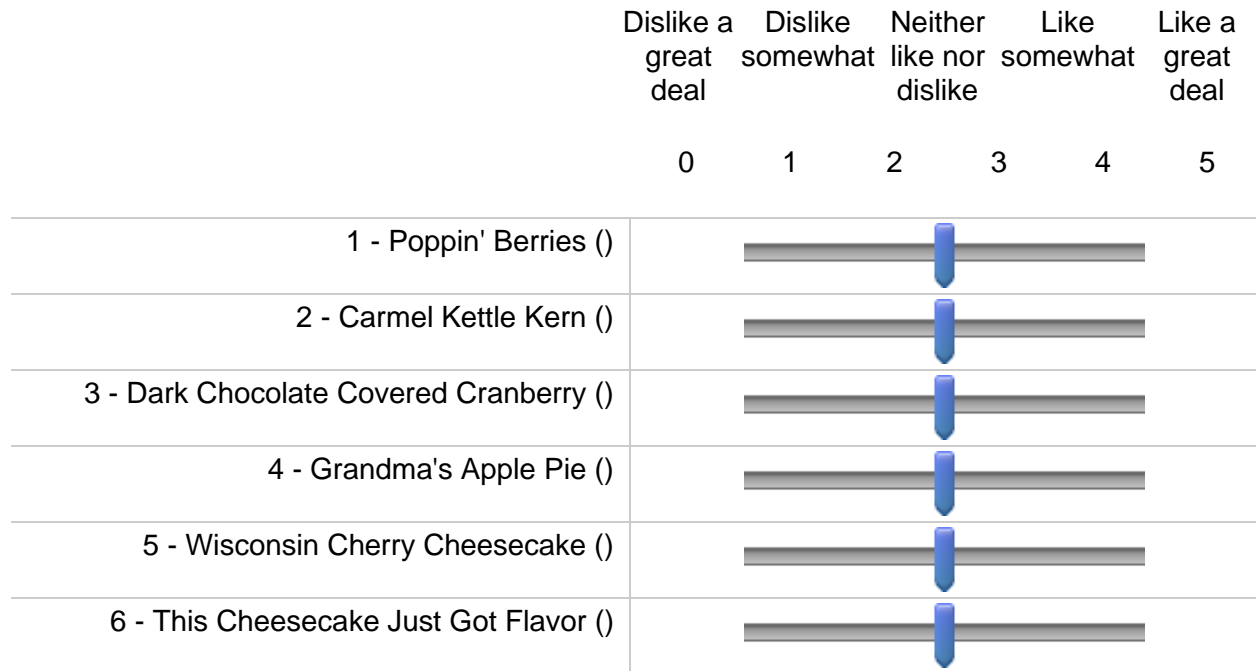 Dislike a Dislike Neither Like Like a
great somewhat like nor somewhat great
deal dislike deal
0 1 2 3 4 5
1 - Poppin' Berries ()
2 - Carmel Kettle Kern ()
3 - Dark Chocolate Covered Cranberry ()
4 - Grandma's Apple Pie ()
5 - Wisconsin Cherry Cheesecake ()
6 - This Cheesecake Just Got Flavor ()